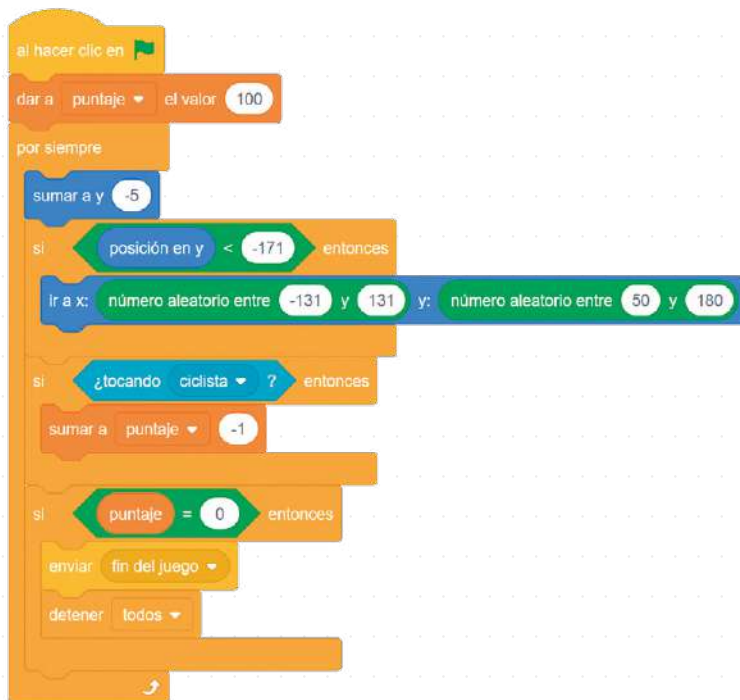 al hacer clic en
dar a puntaje el valor 100
por siempre
sumar a y -5
si posición en y < -171 entonces
ir a x: número aleatorio entre -131 y 131 y: número aleatorio entre 50 y 180
si ¿tocando ciclista ? entonces
sumar a puntaje -1
si puntaje = 0 entonces
enviar fin del juego
detener todos